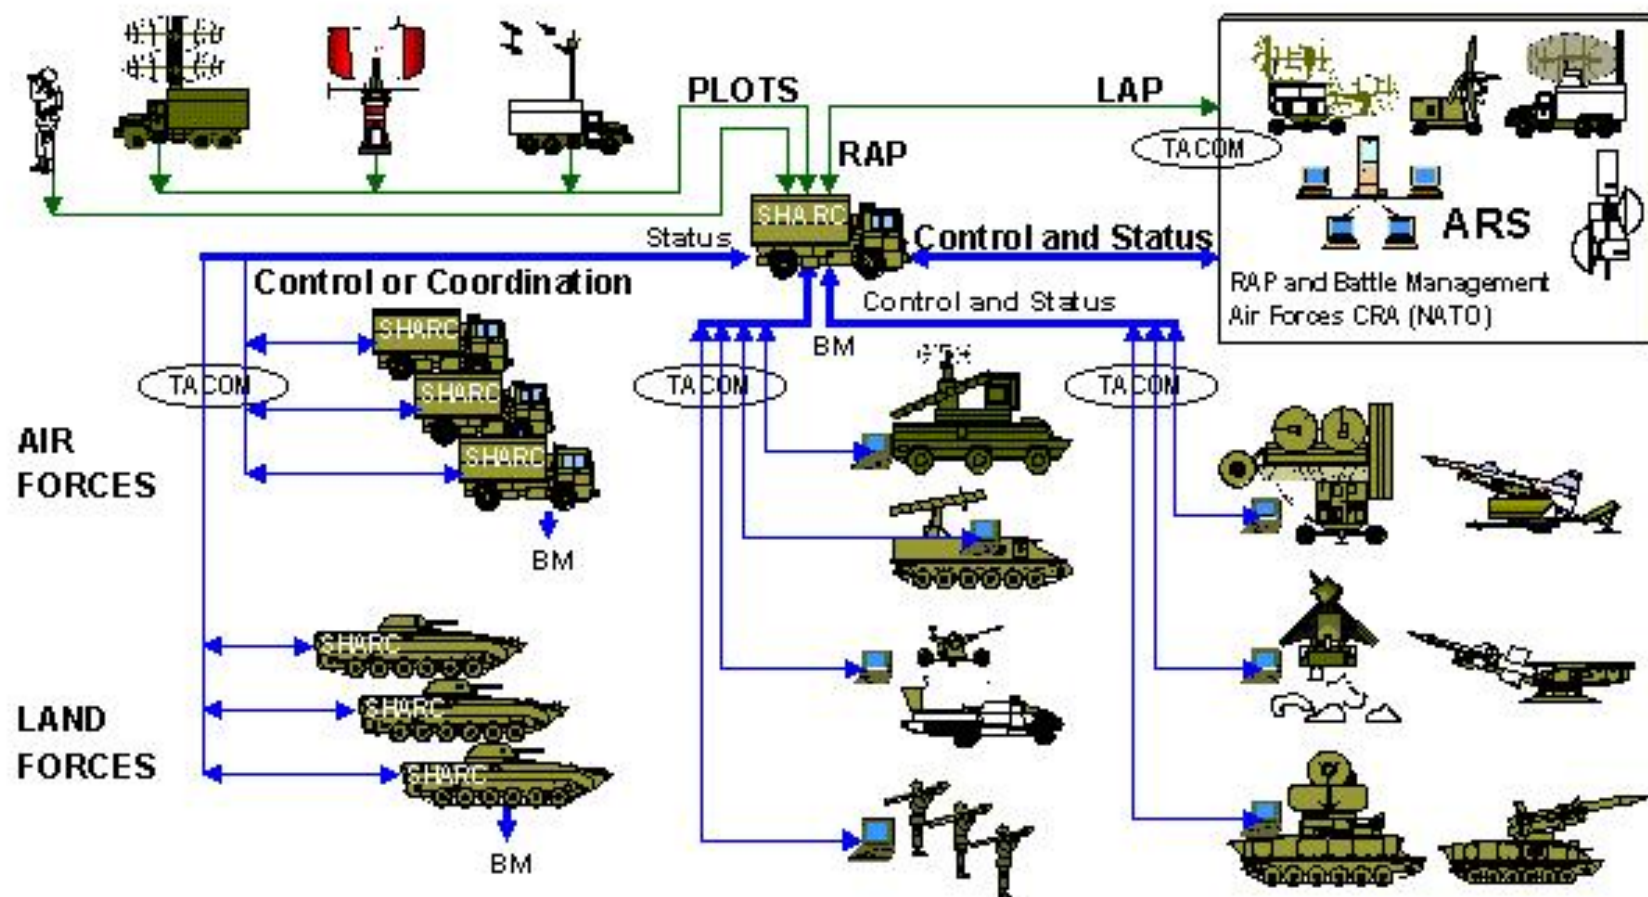 PLOTS
LAP
TACOM
RAP
SHARC
ARS
Status
Control and Status
RAP and Battle Management
Air Forces CRA (NATO)
Control or Coordination
Control and Status
SHARC
BM
TACOM
TACOM
TACOM
SHARC
AIR
FORCES
SHARC
BM
SHARC
SHARC
LAND
FORCES
SHARC
BM